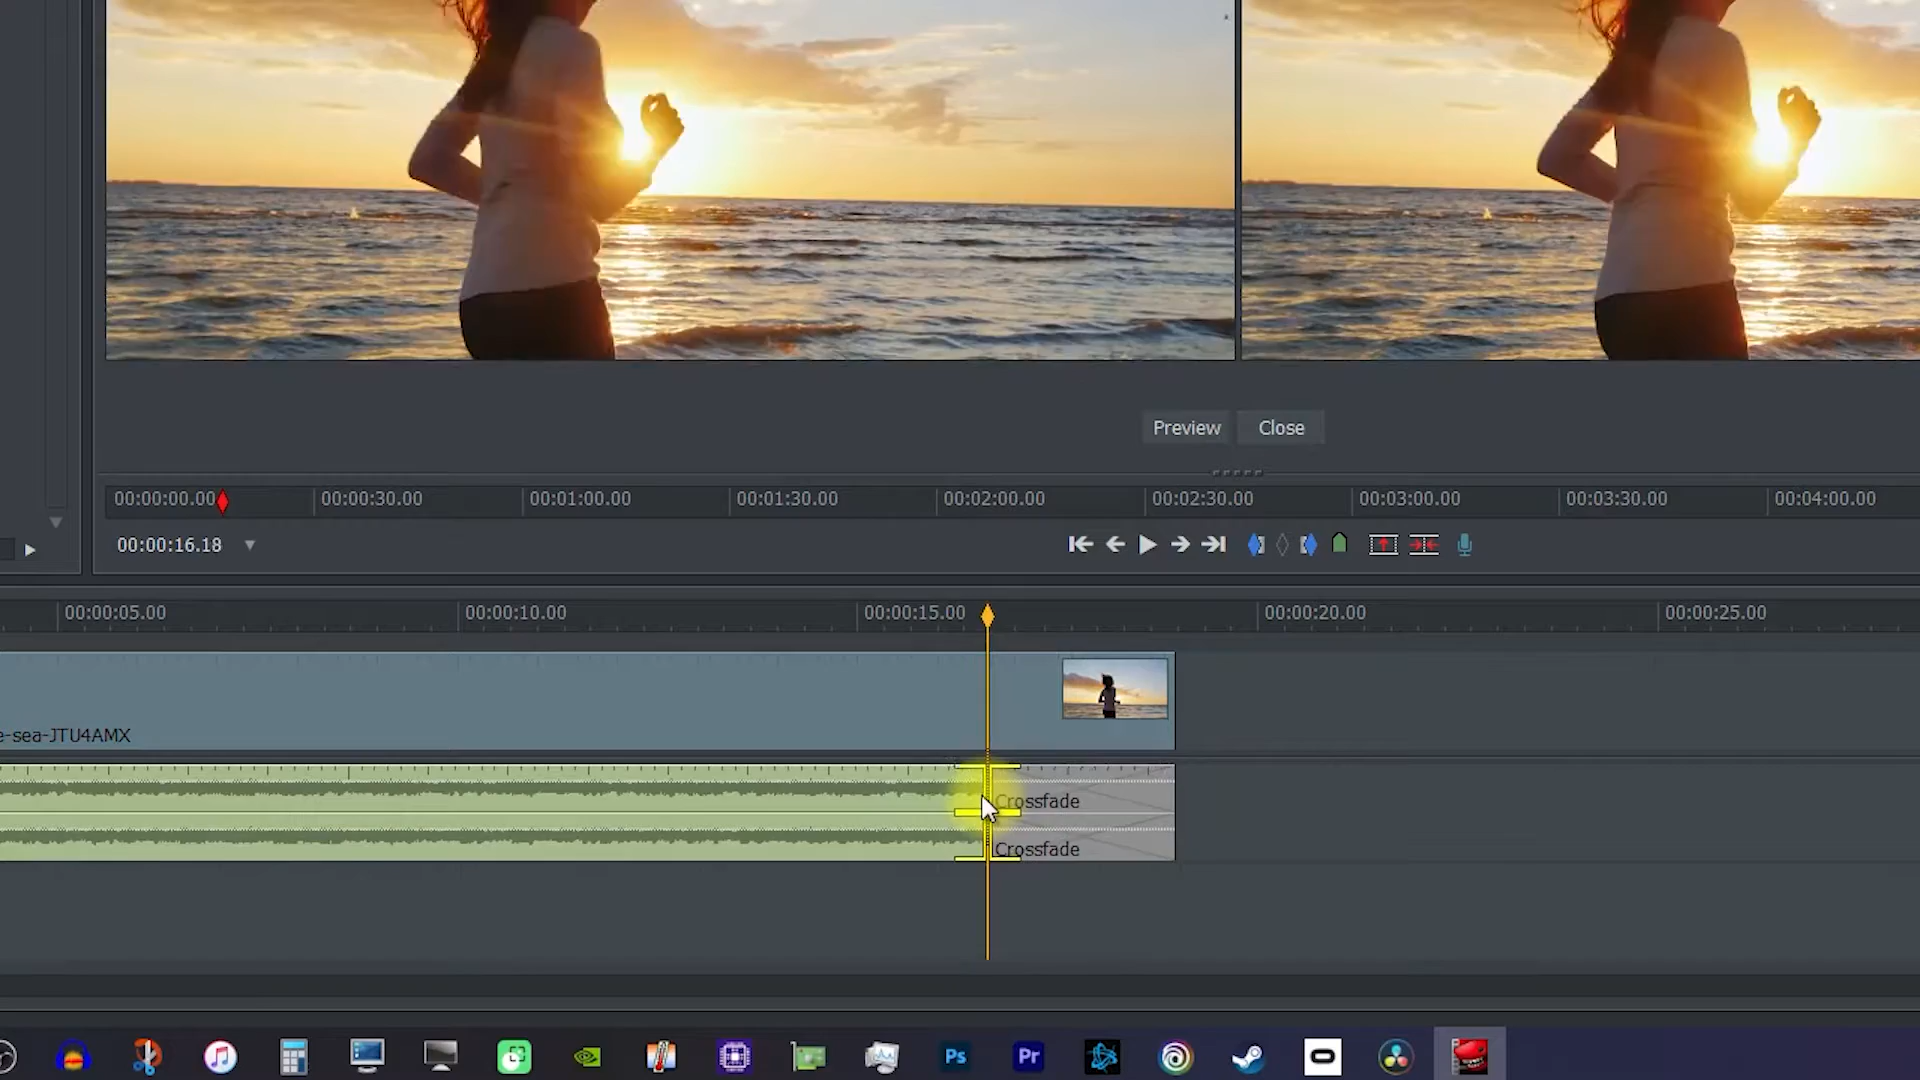 Preview Close
00:00:00.00 00:00:30.00 00:01:00.00 00:01:30.00 00:02:00.00 00:02:30.00 00:03:00.00 00:03:30.00 00:04:00.00
00:00:16.18
00:00:05.00 00:00:10.00 00:00:15.00 00:00:20.00 00:00:25.00
e-sea-JTU4AMX
Crossfade
Crossfade
Ps Pr